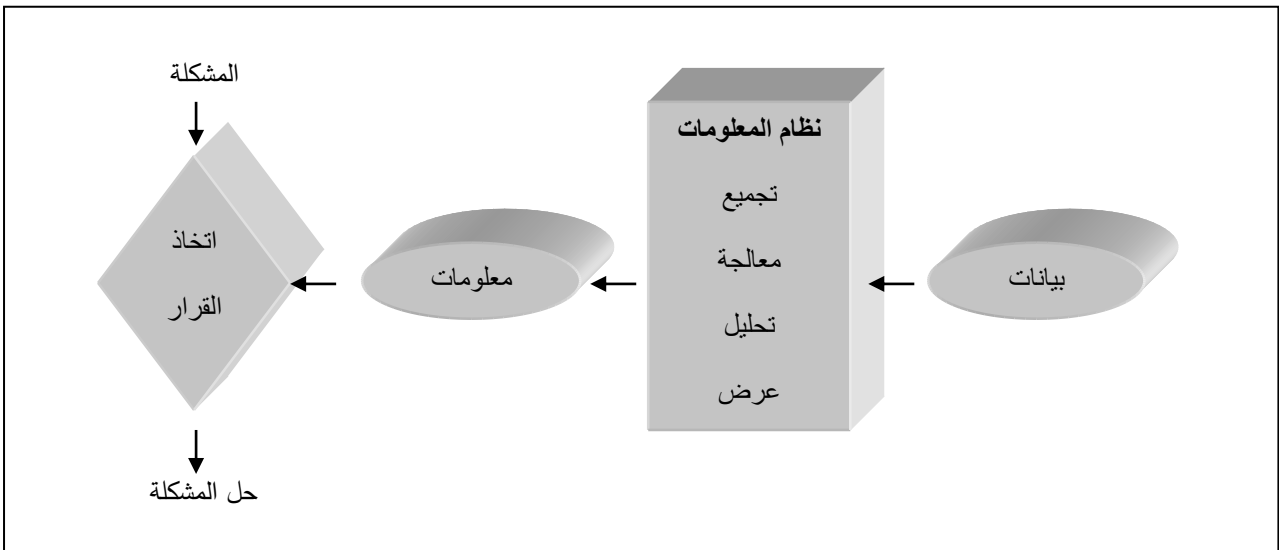 المشكلة
نظام المعلومات
تجميع
معالجة
تحليل
عرض
بيانات
معلومات
اتخاذ
القرار
حل المشكلة